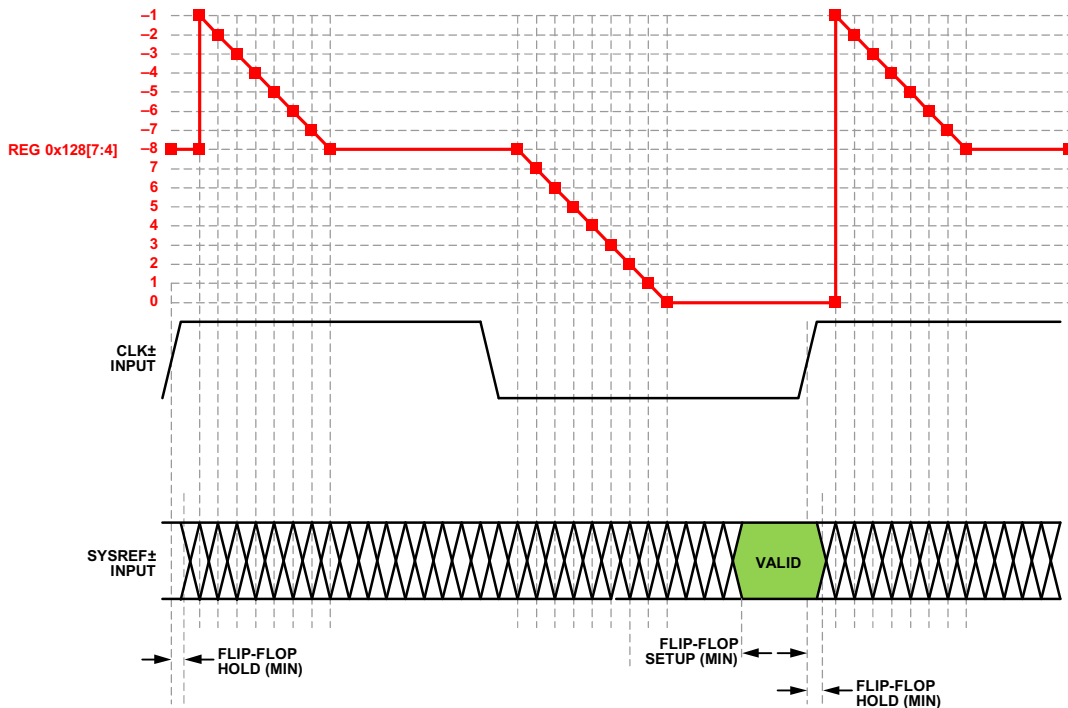 –1
–2
–3
–4
–5
–6
–7
REG 0x128[7:4] –8
7
6
5
4
3
2
1
0
CLK±
INPUT
SYSREF±
INPUT
VALID
FLIP-FLOP
HOLD (MIN)
FLIP-FLOP
SETUP (MIN)
FLIP-FLOP
HOLD (MIN)